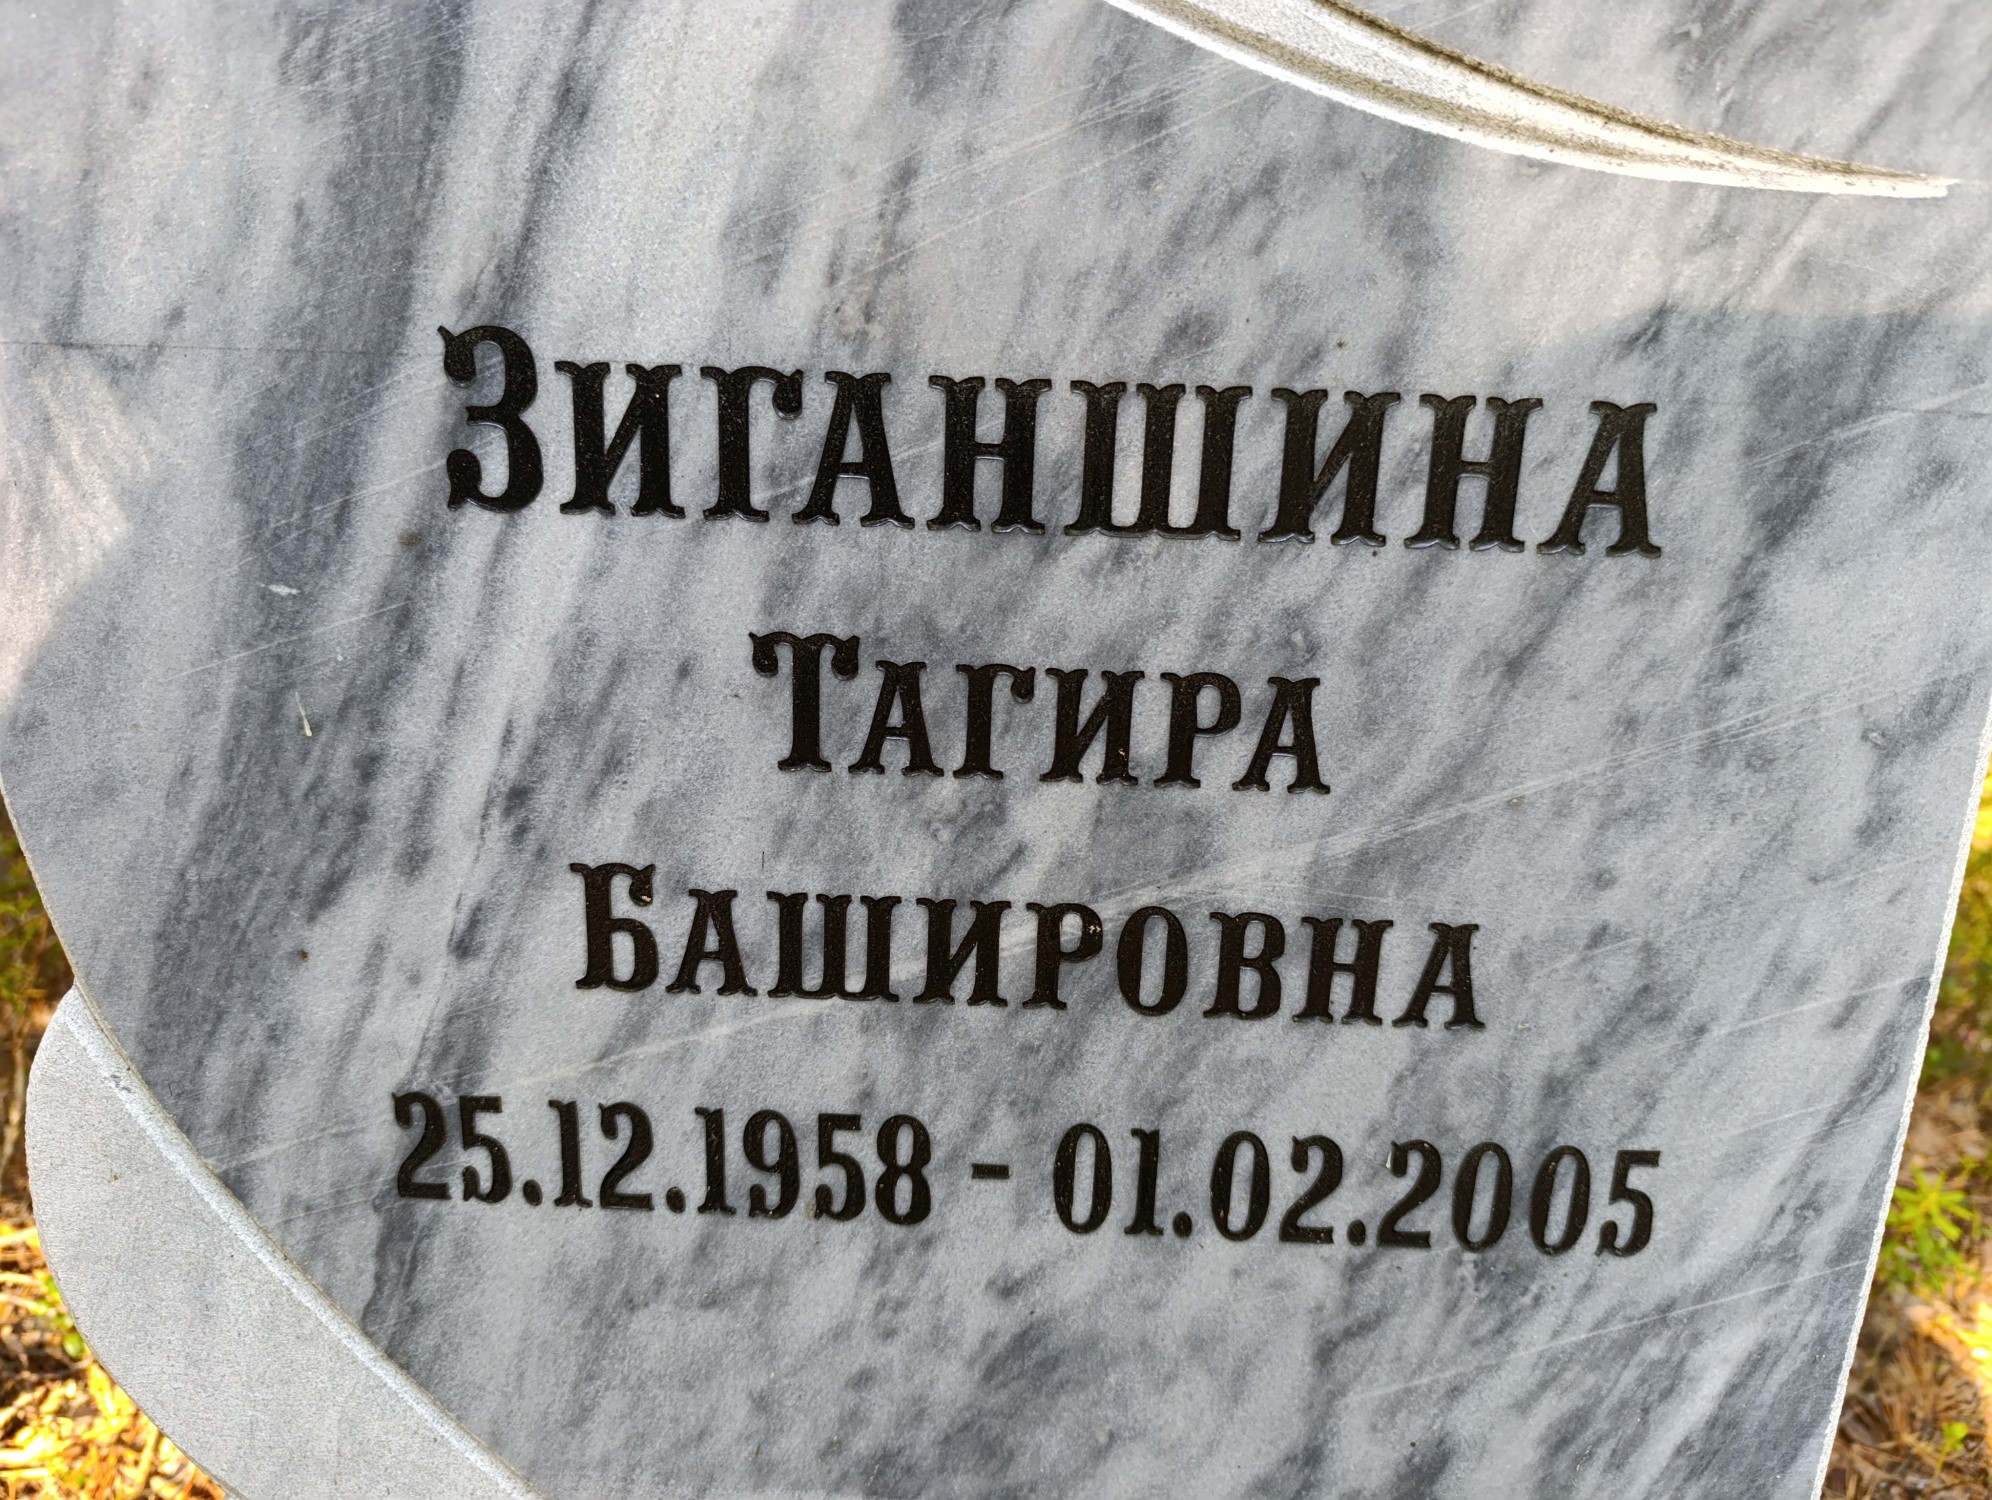 Зиганшина
Тагира
Башировна
25.12.1958 - 01.02.2005